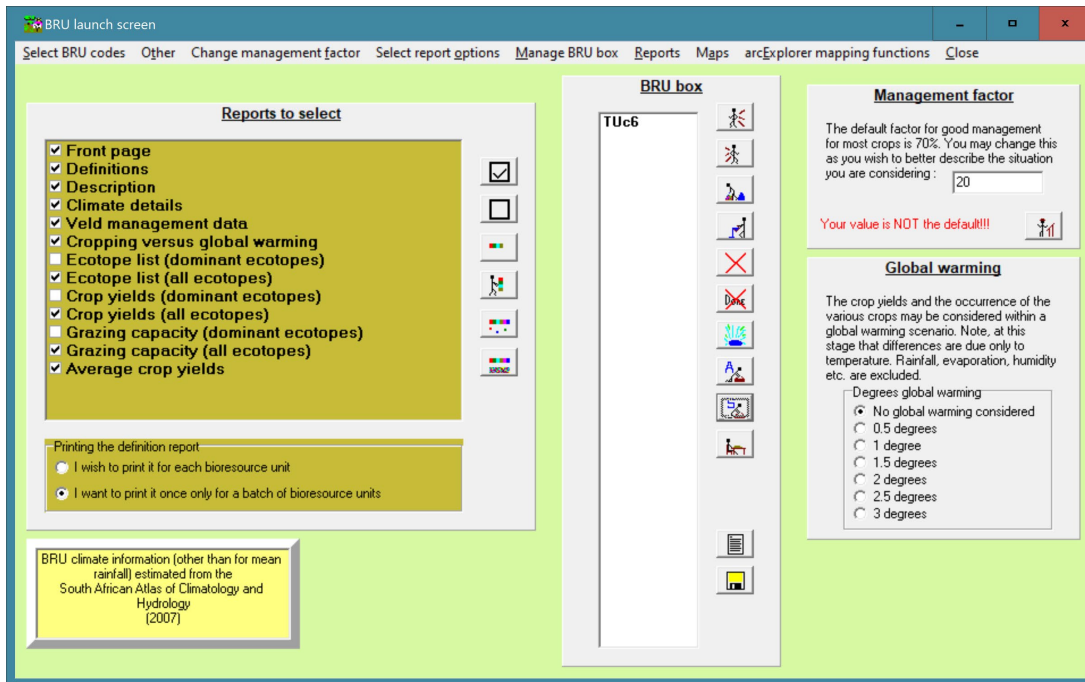 BRU launch screen
Select BRU codes Other Change management factor Select report options Manage BRU box Reports Maps arcExplorer mapping functions Close
Reports to select
Front page
Definitions
Description
Climate details
Veld management data
Cropping versus global warming
Ecotope list (dominant ecotopes)
Ecotope list (all ecotopes)
Crop yields (dominant ecotopes)
Crop yields (all ecotopes)
Grazing capacity (dominant ecotopes)
Grazing capacity (all ecotopes)
Average crop yields
Printing the definition report
I wish to print it for each bioresource unit
I want to print it once only for a batch of bioresource units
BRU climate information (other than for mean
rainfall) estimated from the
South African Atlas of Climatology and
Hydrology
(2007)
BRU box
TUc6
Done
A
S
Management factor
The default factor for good management
for most crops is 70%. You may change this
as you wish to better describe the situation
you are considering :
20
Your value is NOT the default!!!
Global warming
The crop yields and the occurrence of the
various crops may be considered within a
global warming scenario. Note, at this
stage that differences are due only to
temperature. Rainfall, evaporation, humidity
etc. are excluded.
Degrees global warming
No global warming considered
0.5 degrees
1 degree
1.5 degrees
2 degrees
2.5 degrees
3 degrees